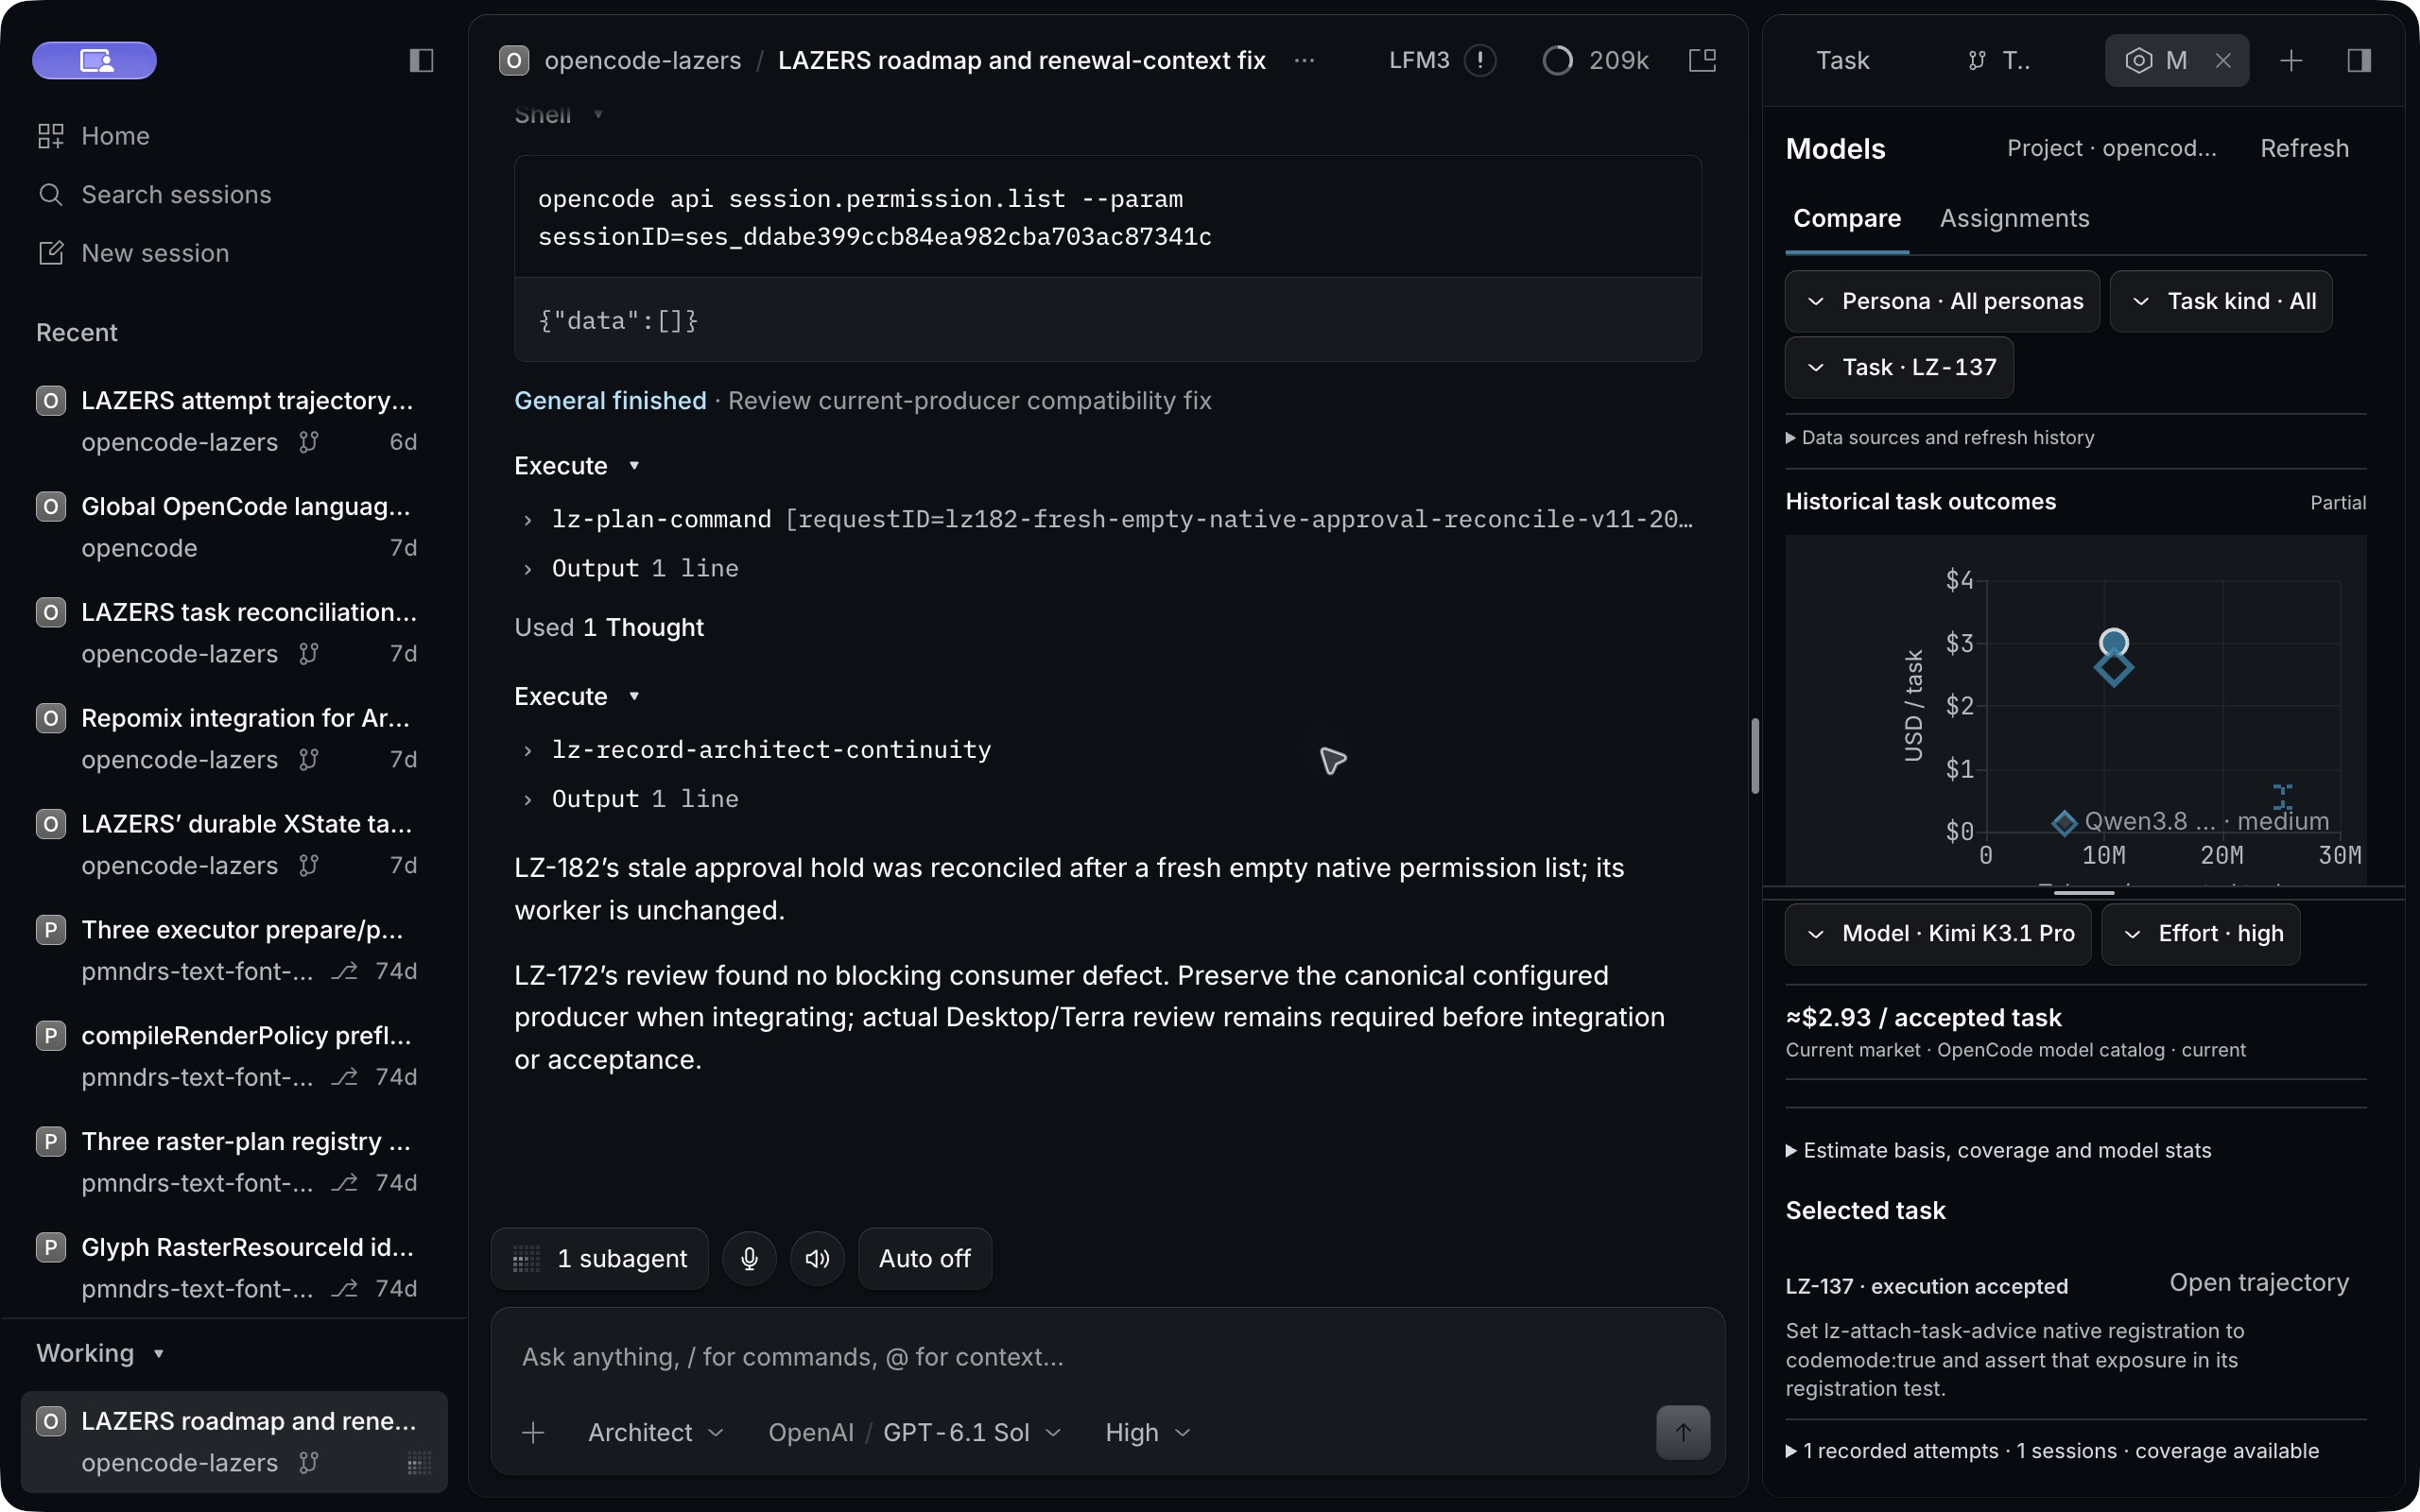 Home
Search sessions
New session
Recent
O LAZERS attempt trajectory...
opencode-lazers 6d
O Global OpenCode languag...
opencode 7d
O LAZERS task reconciliation...
opencode-lazers 7d
O Repomix integration for Ar...
opencode-lazers 7d
O LAZERS’ durable XState ta...
opencode-lazers 7d
P Three executor prepare/p...
pmndrs-text-font-... 74d
P compileRenderPolicy prefl...
pmndrs-text-font-... 74d
P Three raster-plan registry ...
pmndrs-text-font-... 74d
P Glyph RasterResourceId id...
pmndrs-text-font-... 74d
Working
O LAZERS roadmap and rene...
opencode-lazers
O opencode-lazers / LAZERS roadmap and renewal-context fix ... LFM3 209k
Shell
opencode api session.permission.list --param
sessionID=ses_ddabe399ccb84ea982cba703ac87341c
{"data":[]}
General finished · Review current-producer compatibility fix
Execute
lz-plan-command [requestID=lz182-fresh-empty-native-approval-reconcile-v11-20…
Output 1 line
Used 1 Thought
Execute
lz-record-architect-continuity
Output 1 line
LZ-182’s stale approval hold was reconciled after a fresh empty native permission list; its
worker is unchanged.
LZ-172’s review found no blocking consumer defect. Preserve the canonical configured
producer when integrating; actual Desktop/Terra review remains required before integration
or acceptance.
1 subagent Auto off
Ask anything, / for commands, @ for context...
Architect OpenAI / GPT-6.1 Sol High
Task T.. M
Models Project · opencod... Refresh
Compare Assignments
Persona · All personas Task kind · All
Task · LZ-137
Data sources and refresh history
Historical task outcomes Partial
USD / task
$4
$3
$2
$1
$0
Qwen3.8 ... · medium
0 10M 20M 30M
Model · Kimi K3.1 Pro Effort · high
≈$2.93 / accepted task
Current market · OpenCode model catalog · current
Estimate basis, coverage and model stats
Selected task
LZ-137 · execution accepted Open trajectory
Set lz-attach-task-advice native registration to
codemode:true and assert that exposure in its
registration test.
1 recorded attempts · 1 sessions · coverage available